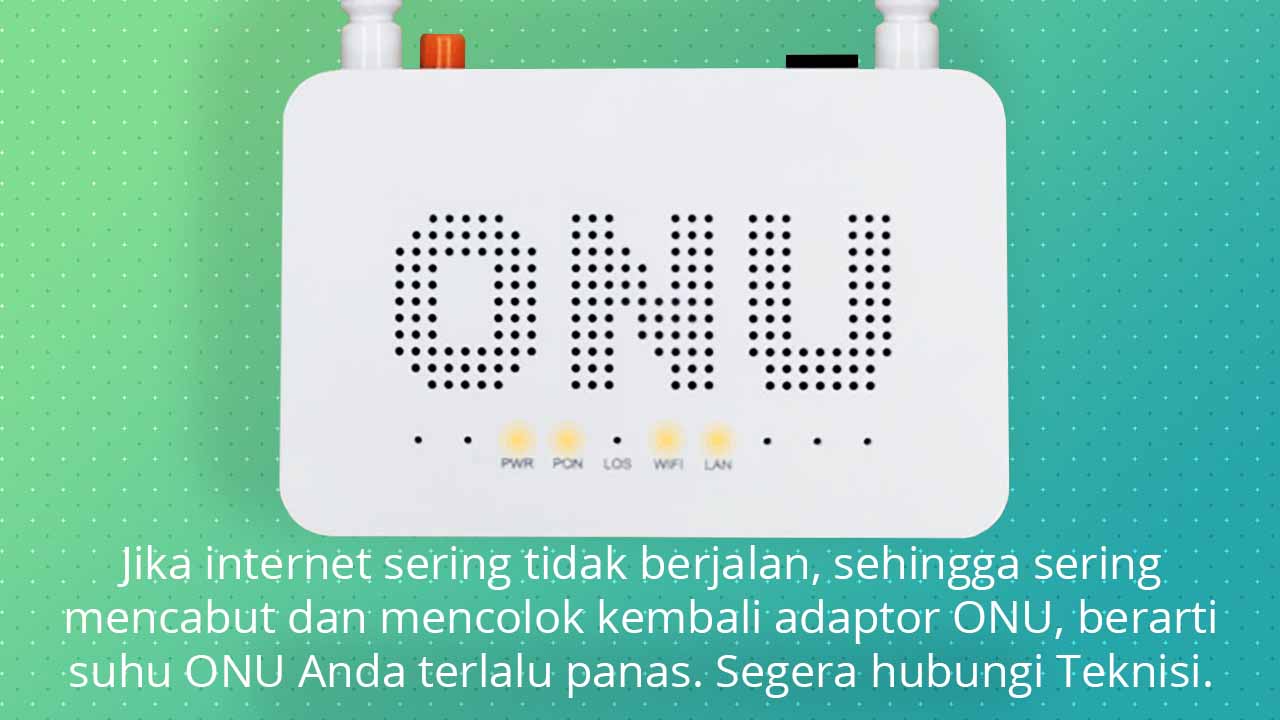 ONU
PWR PON LOS WIFI LAN
Jika internet sering tidak berjalan, sehingga sering
mencabut dan mencolok kembali adaptor ONU, berarti
suhu ONU Anda terlalu panas. Segera hubungi Teknisi.